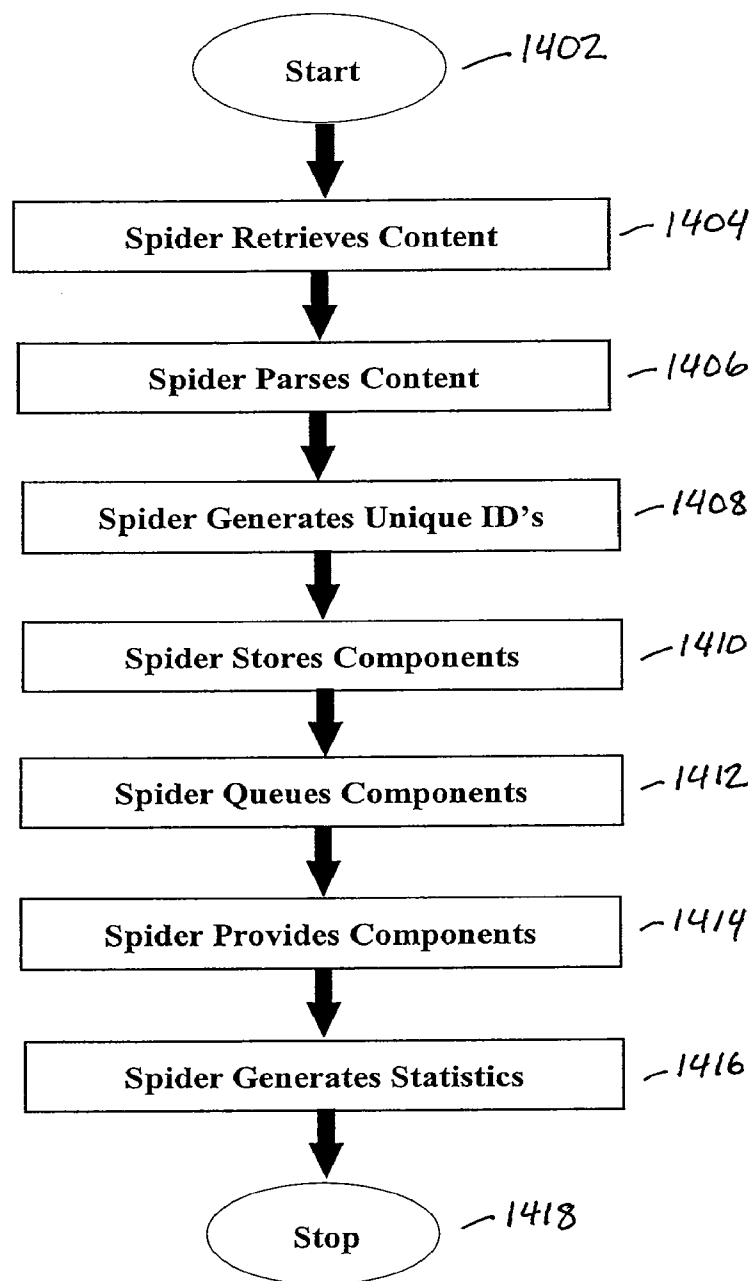 Start 1402
Spider Retrieves Content 1404
Spider Parses Content 1406
Spider Generates Unique ID's 1408
Spider Stores Components 1410
Spider Queues Components 1412
Spider Provides Components 1414
Spider Generates Statistics 1416
Stop 1418